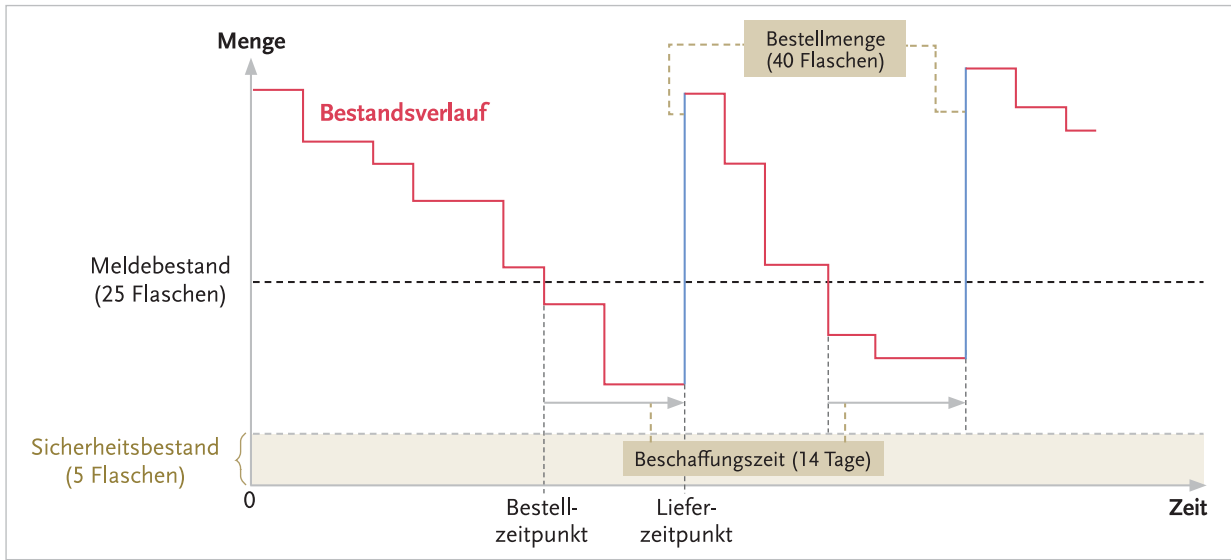 Menge
Bestellmenge
(40 Flaschen)
Bestandsverlauf
Meldebestand
(25 Flaschen)
Sicherheitsbestand
(5 Flaschen)
Beschaffungszeit (14 Tage)
0
Bestell-
zeitpunkt
Liefer-
zeitpunkt
Zeit